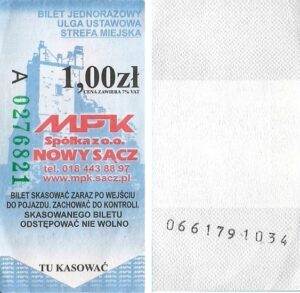 BILET JEDNORAZOWY
ULGA USTAWOWA
STREFA MIEJSKA
A 0276821
1,00zł
CENA ZAWIERA 7% VAT
MPK
Spółka z o.o.
NOWY SĄCZ
tel. 018 443 88 97
www.mpk.sacz.pl
BILET SKASOWAĆ ZARAZ PO WEJŚCIU
DO POJAZDU. ZACHOWAĆ DO KONTROLI.
SKASOWANEGO BILETU
ODSTĘPOWAĆ NIE WOLNO
TU KASOWAĆ
0661791034